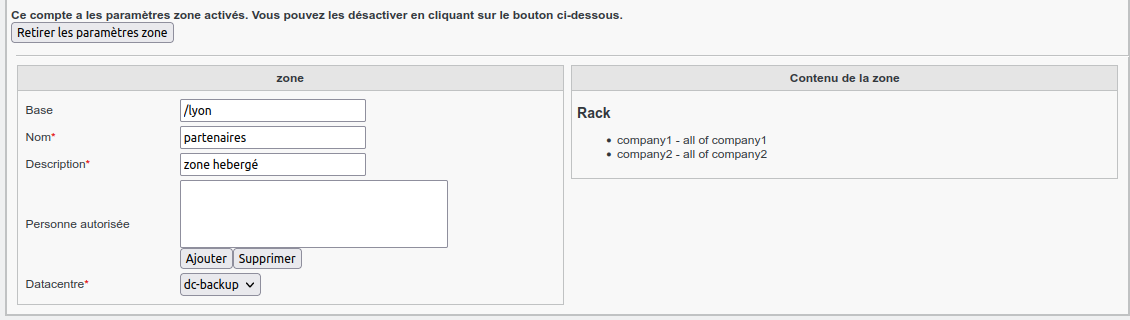 Ce compte a les paramètres zone activés. Vous pouvez les désactiver en cliquant sur le bouton ci-dessous.
Retirer les paramètres zone
zone
Base /lyon
Nom* partenaires
Description* zone hebergé
Personne autorisée
Ajouter Supprimer
Datacentre* dc-backup
Contenu de la zone
Rack
• company1 - all of company1
• company2 - all of company2